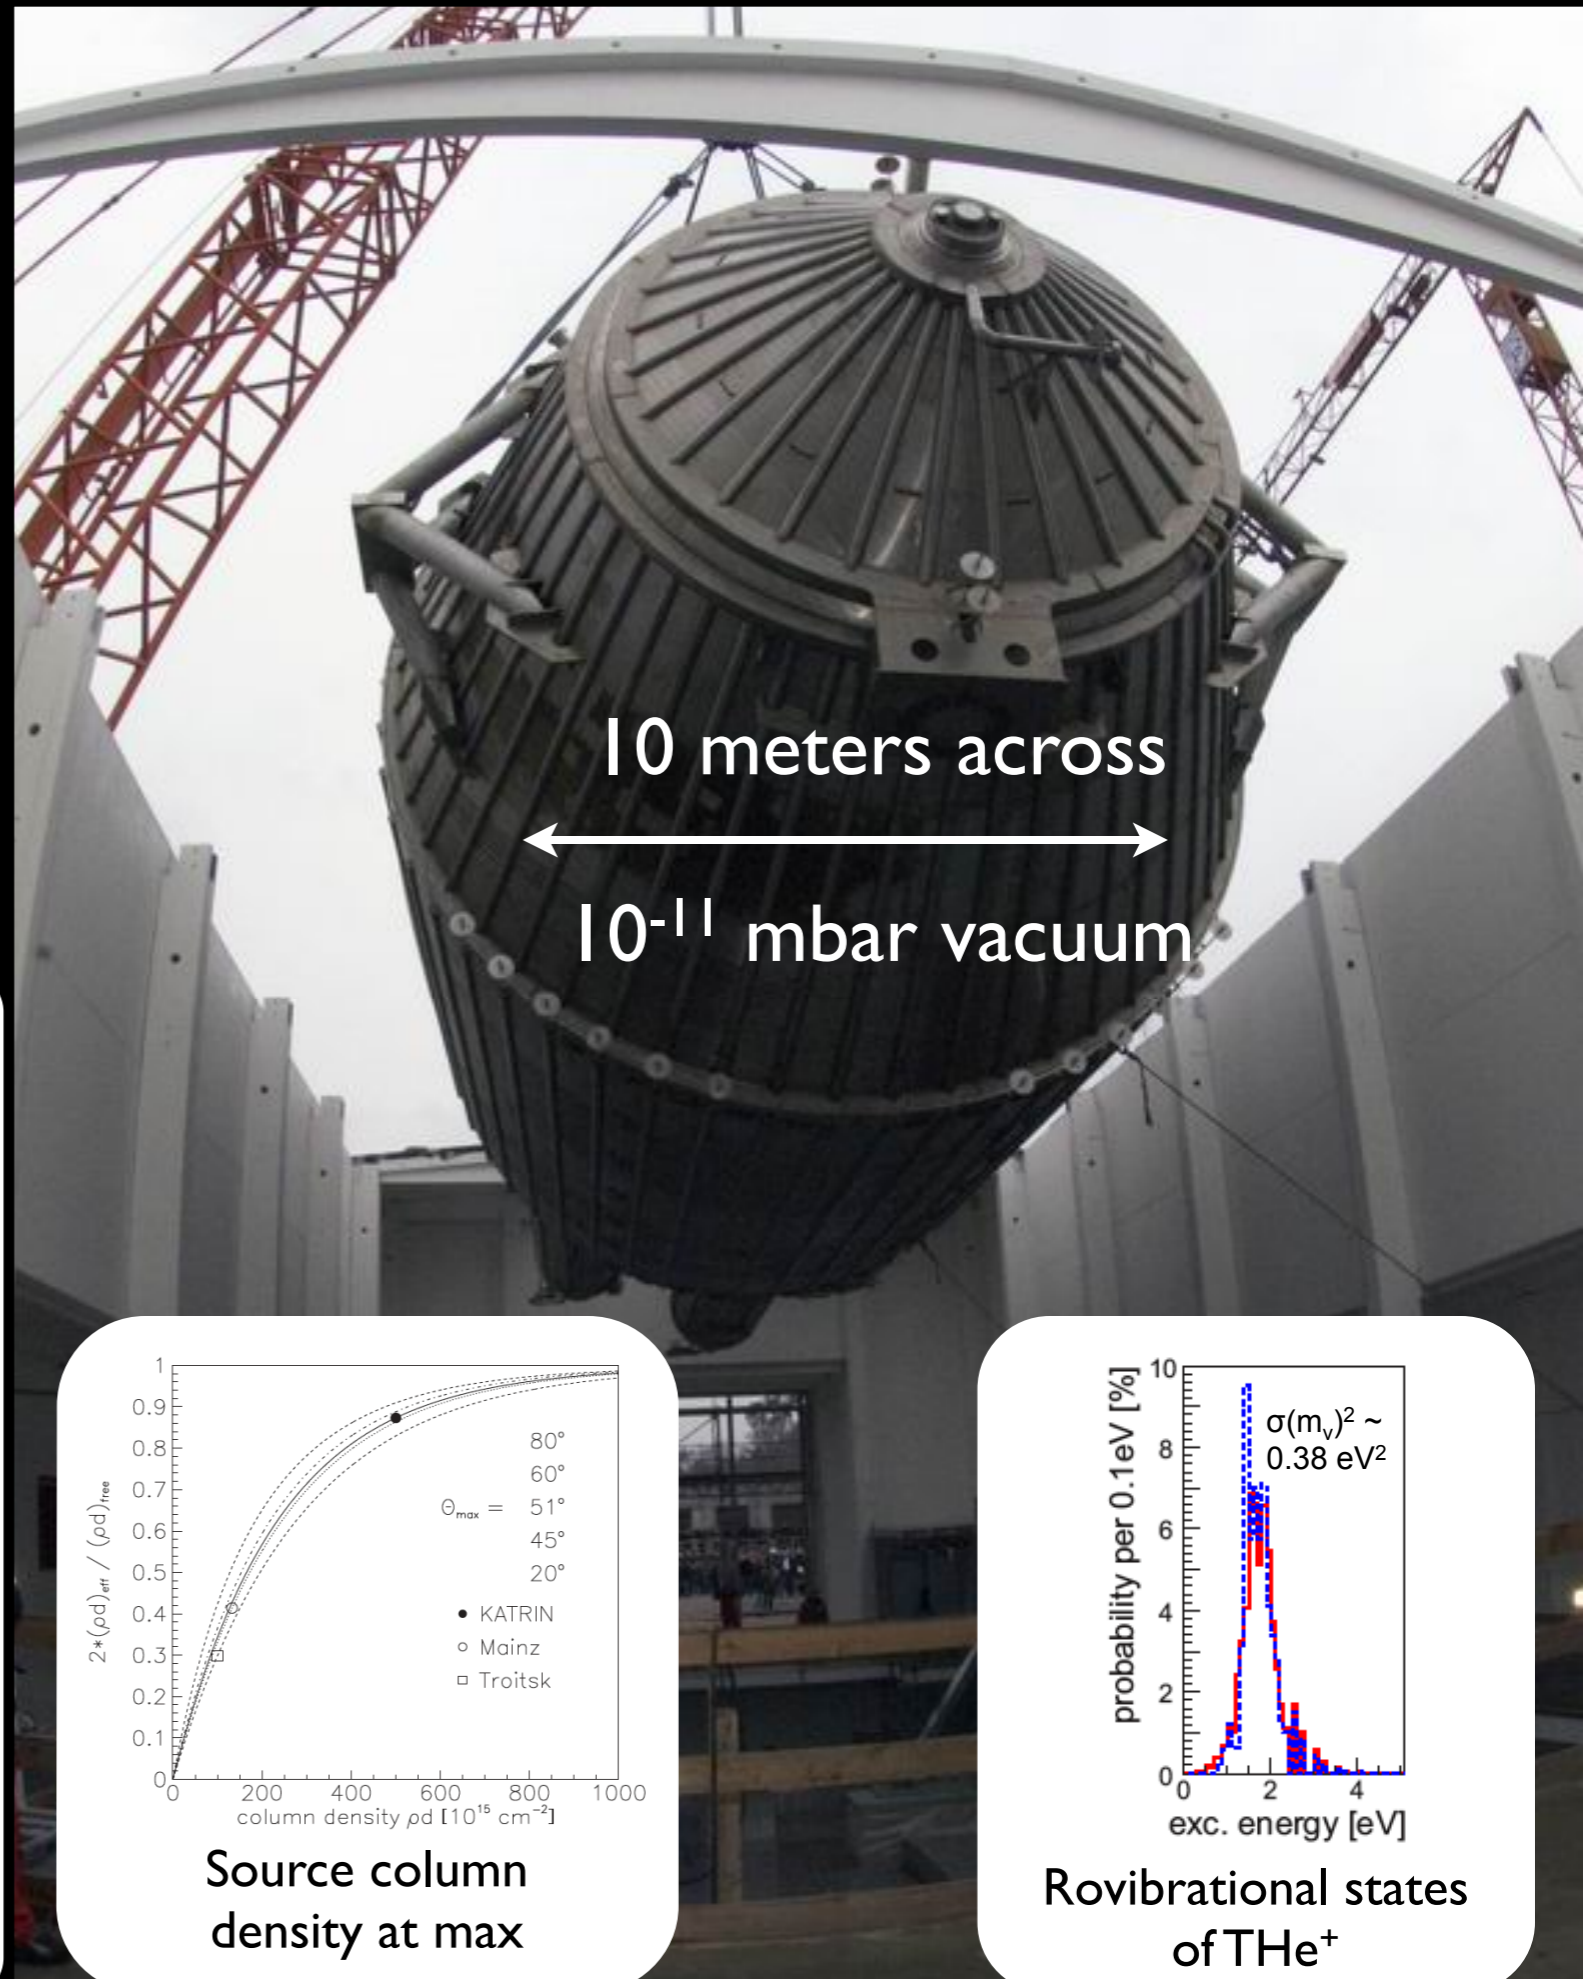 10 meters across
10⁻¹¹ mbar vacuum
1
0.9
0.8
0.7
0.6
0.5
0.4
0.3
0.2
0.1
0
2*(ρd)eff / (ρd)free
80°
60°
Θmax = 51°
45°
20°
● KATRIN
○ Mainz
□ Troitsk
0 200 400 600 800 1000
column density ρd [10¹⁵ cm⁻²]
Source column
density at max
10
8
6
4
2
0
probability per 0.1eV [%]
σ(mᵥ)² ~
0.38 eV²
0 2 4
exc. energy [eV]
Rovibrational states
of THe⁺